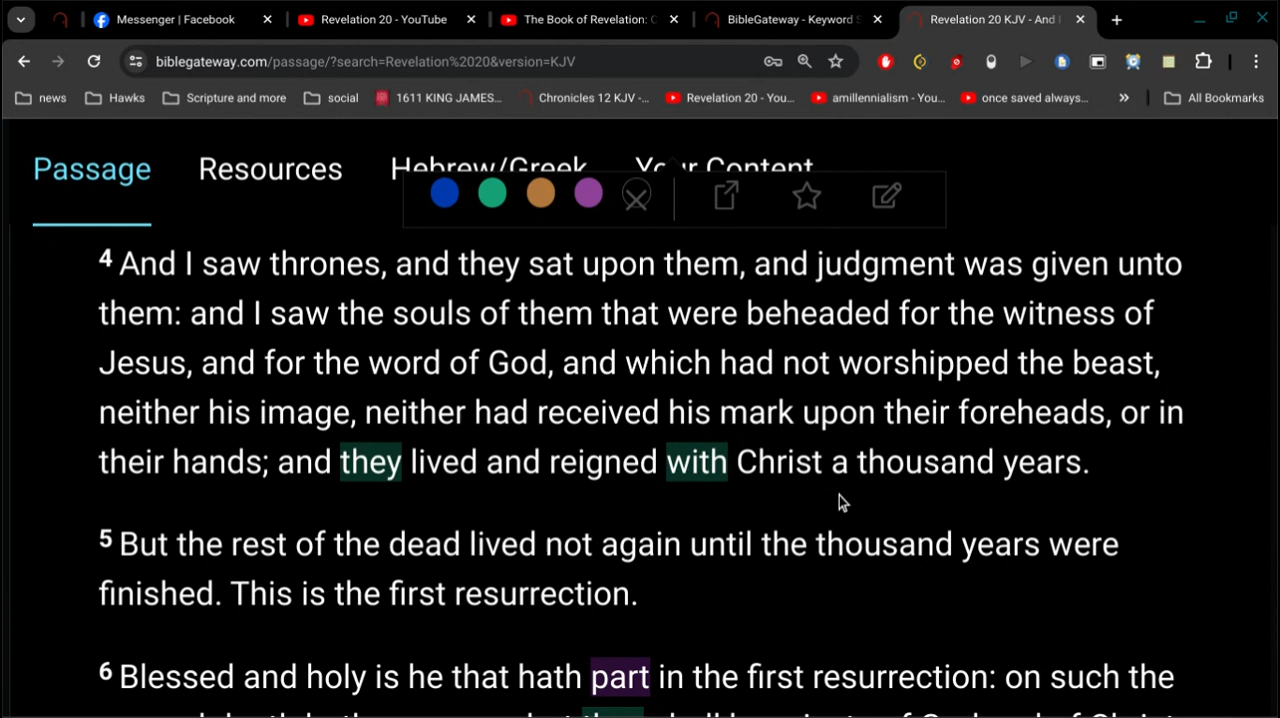 Messenger | Facebook
Revelation 20 - YouTube
The Book of Revelation: C
BibleGateway - Keyword S
Revelation 20 KJV - And I
biblegateway.com/passage/?search=Revelation%2020&version=KJV
news
Hawks
Scripture and more
social
1611 KING JAMES...
Chronicles 12 KJV -...
Revelation 20 - You...
amillennialism - You...
once saved always...
All Bookmarks
Passage
Resources
Hebrew/Greek
Your Content
4 And I saw thrones, and they sat upon them, and judgment was given unto
them: and I saw the souls of them that were beheaded for the witness of
Jesus, and for the word of God, and which had not worshipped the beast,
neither his image, neither had received his mark upon their foreheads, or in
their hands; and they lived and reigned with Christ a thousand years.
5 But the rest of the dead lived not again until the thousand years were
finished. This is the first resurrection.
6 Blessed and holy is he that hath part in the first resurrection: on such the